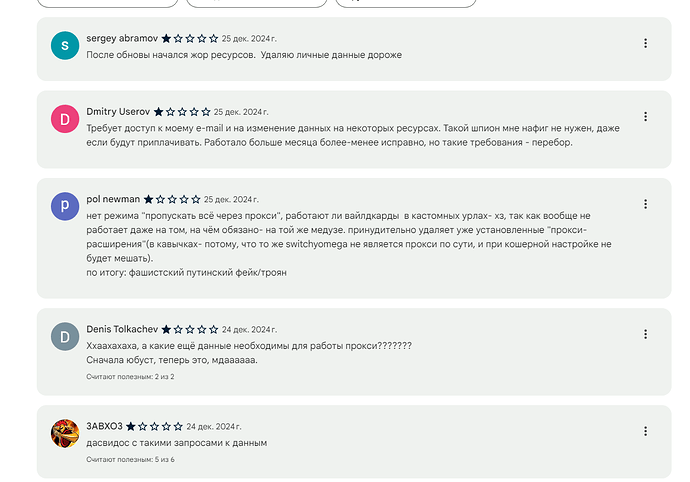 S
sergey abramov 25 дек. 2024 г.
После обновы начался жор ресурсов. Удаляю личные данные дороже
D
Dmitry Userov 25 дек. 2024 г.
Требует доступ к моему e-mail и на изменение данных на некоторых ресурсах. Такой шпион мне нафиг не нужен, даже
если будут приплачивать. Работало больше месяца более-менее исправно, но такие требования - перебор.
p
pol newman 25 дек. 2024 г.
нет режима "пропускать всё через прокси", работают ли вайлдкарды в кастомных урлах- хз, так как вообще не
работает даже на том, на чём обязано- на той же медузе. принудительно удаляет уже установленные "прокси-
расширения"(в кавычках- потому, что то же switchyomega не является прокси по сути, и при кошерной настройке не
будет мешать).
по итогу: фашистский путинский фейк/троян
D
Denis Tolkachev 24 дек. 2024 г.
Ххаахахаха, а какие ещё данные необходимы для работы прокси???????
Сначала юбуст, теперь это, мдаааааа.
Считают полезным: 2 из 2
ЗАВХОЗ 24 дек. 2024 г.
дасвидос с такими запросами к данным
Считают полезным: 5 из 6